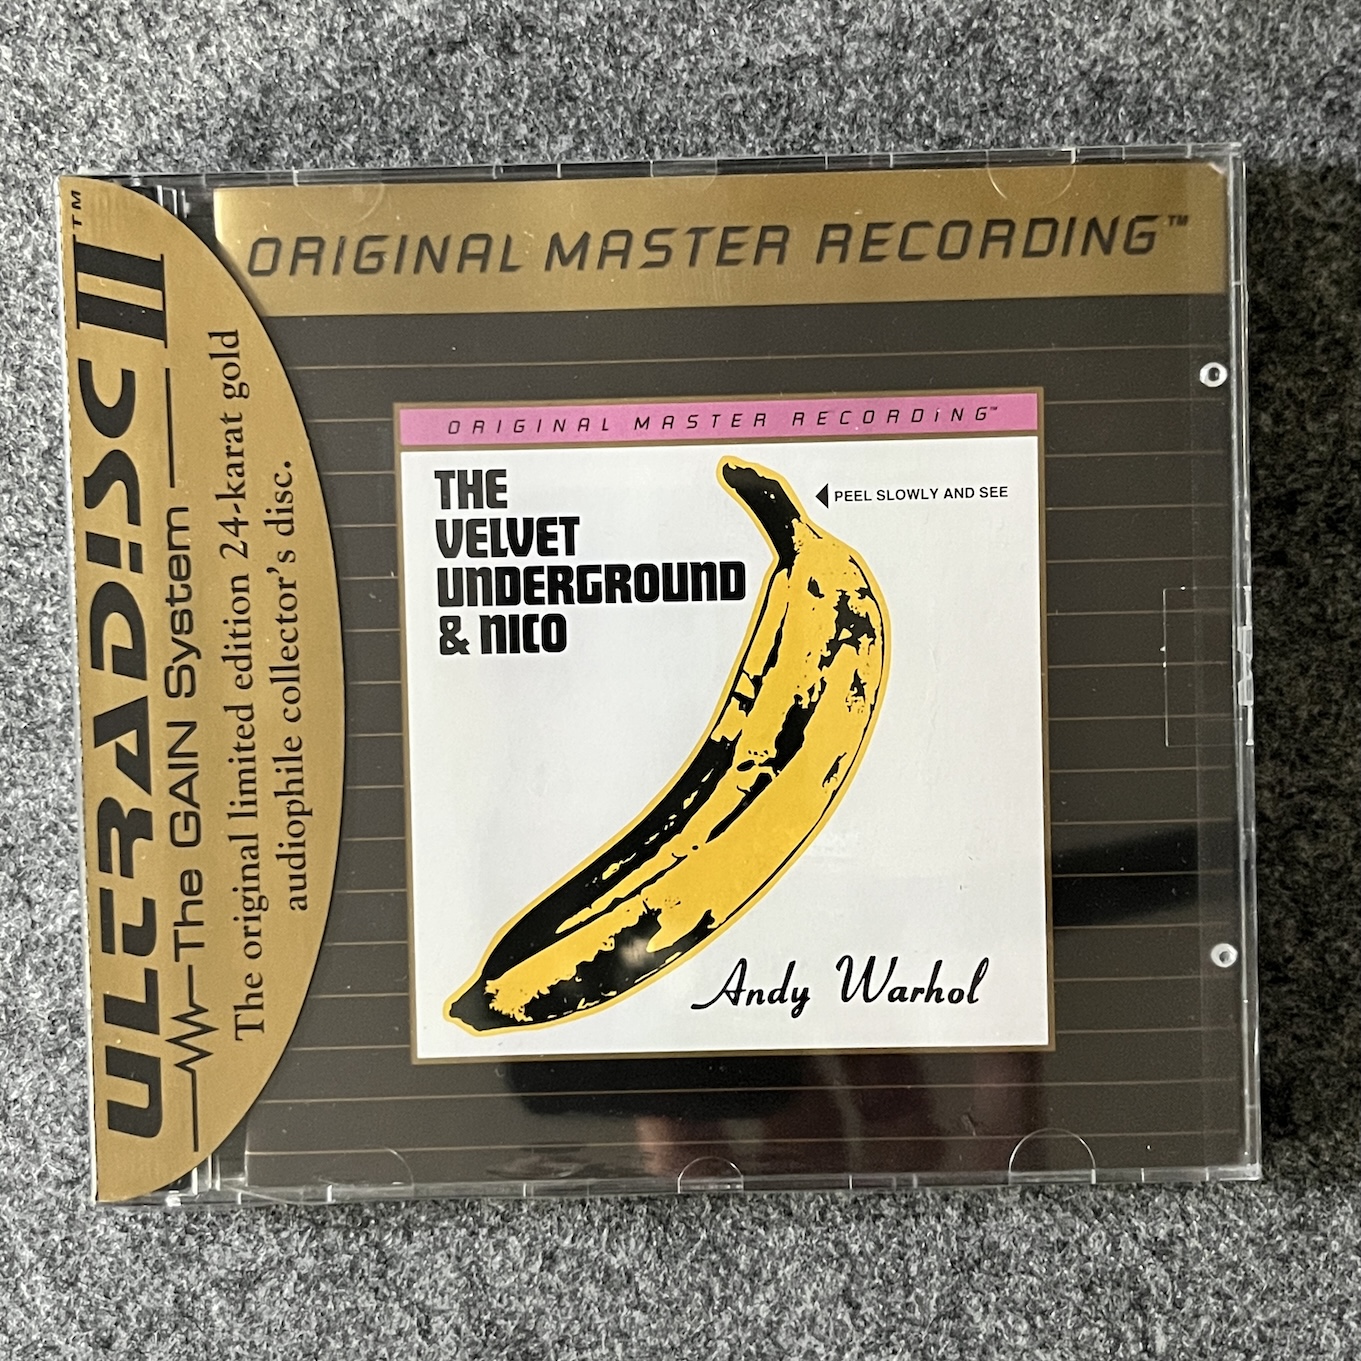 ORIGINAL MASTER RECORDING™
ULTRADISC II™
The GAIN System
The original limited edition 24-karat gold
audiophile collector's disc.
ORIGINAL MASTER RECORDING™
THE
VELVET
UNDERGROUND
& NICO
PEEL SLOWLY AND SEE
Andy Warhol